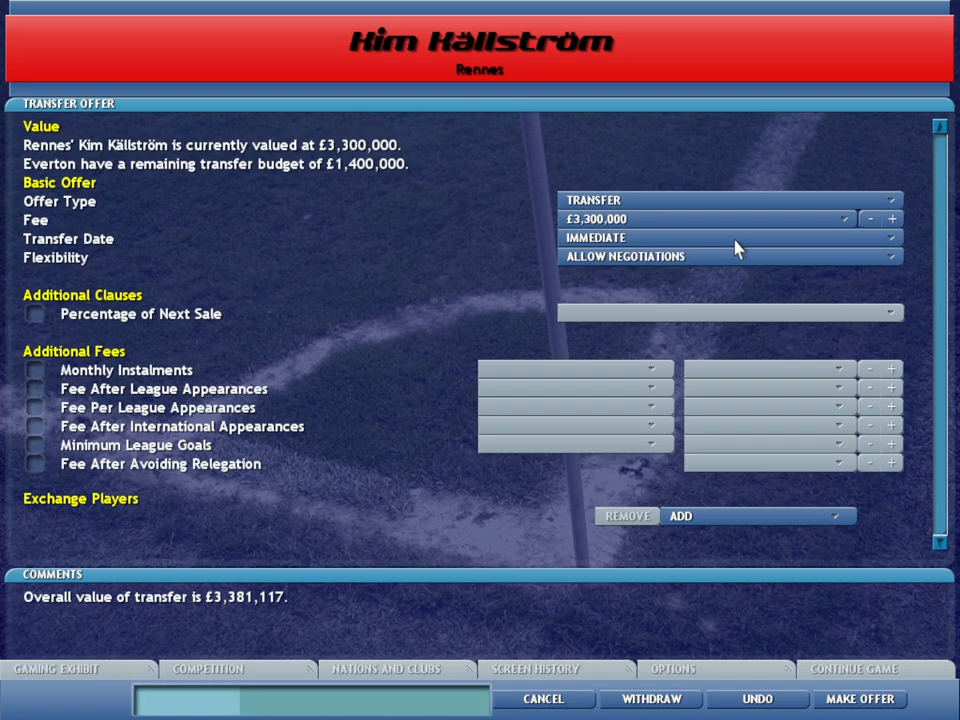 Kim Källström
Rennes
TRANSFER OFFER
Value
Rennes' Kim Källström is currently valued at £3,300,000.
Everton have a remaining transfer budget of £1,400,000.
Basic Offer
Offer Type TRANSFER
Fee £3,300,000 - +
Transfer Date IMMEDIATE
Flexibility ALLOW NEGOTIATIONS
Additional Clauses
Percentage of Next Sale
Additional Fees
Monthly Instalments - +
Fee After League Appearances - +
Fee Per League Appearances - +
Fee After International Appearances - +
Minimum League Goals - +
Fee After Avoiding Relegation - +
Exchange Players
REMOVE ADD
COMMENTS
Overall value of transfer is £3,381,117.
GAMING EXHIBIT COMPETITION NATIONS AND CLUBS SCREEN HISTORY OPTIONS CONTINUE GAME
CANCEL WITHDRAW UNDO MAKE OFFER